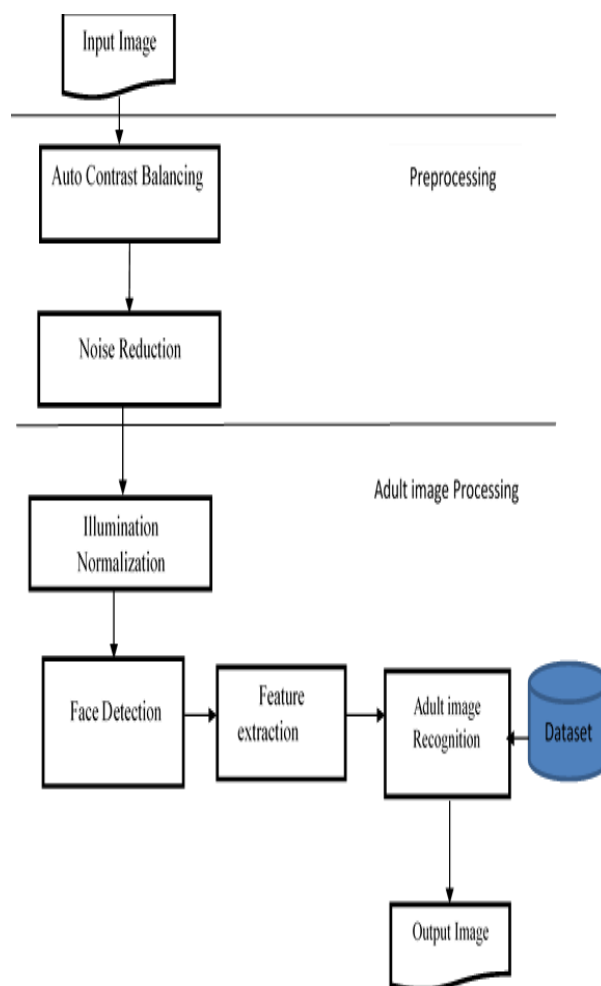 Input Image
Auto Contrast Balancing
Preprocessing
Noise Reduction
Adult image Processing
Illumination
Normalization
Face Detection
Feature
extraction
Adult image
Recognition
Dataset
Output Image